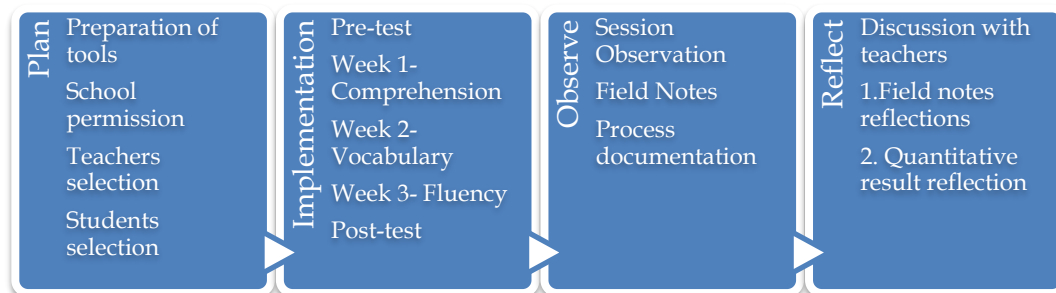 Plan
Preparation of
tools
School
permission
Teachers
selection
Students
selection
Implementation
Pre-test
Week 1-
Comprehension
Week 2-
Vocabulary
Week 3- Fluency
Post-test
Observe
Session
Observation
Field Notes
Process
documentation
Reflect
Discussion with
teachers
1.Field notes
reflections
2. Quantitative
result reflection